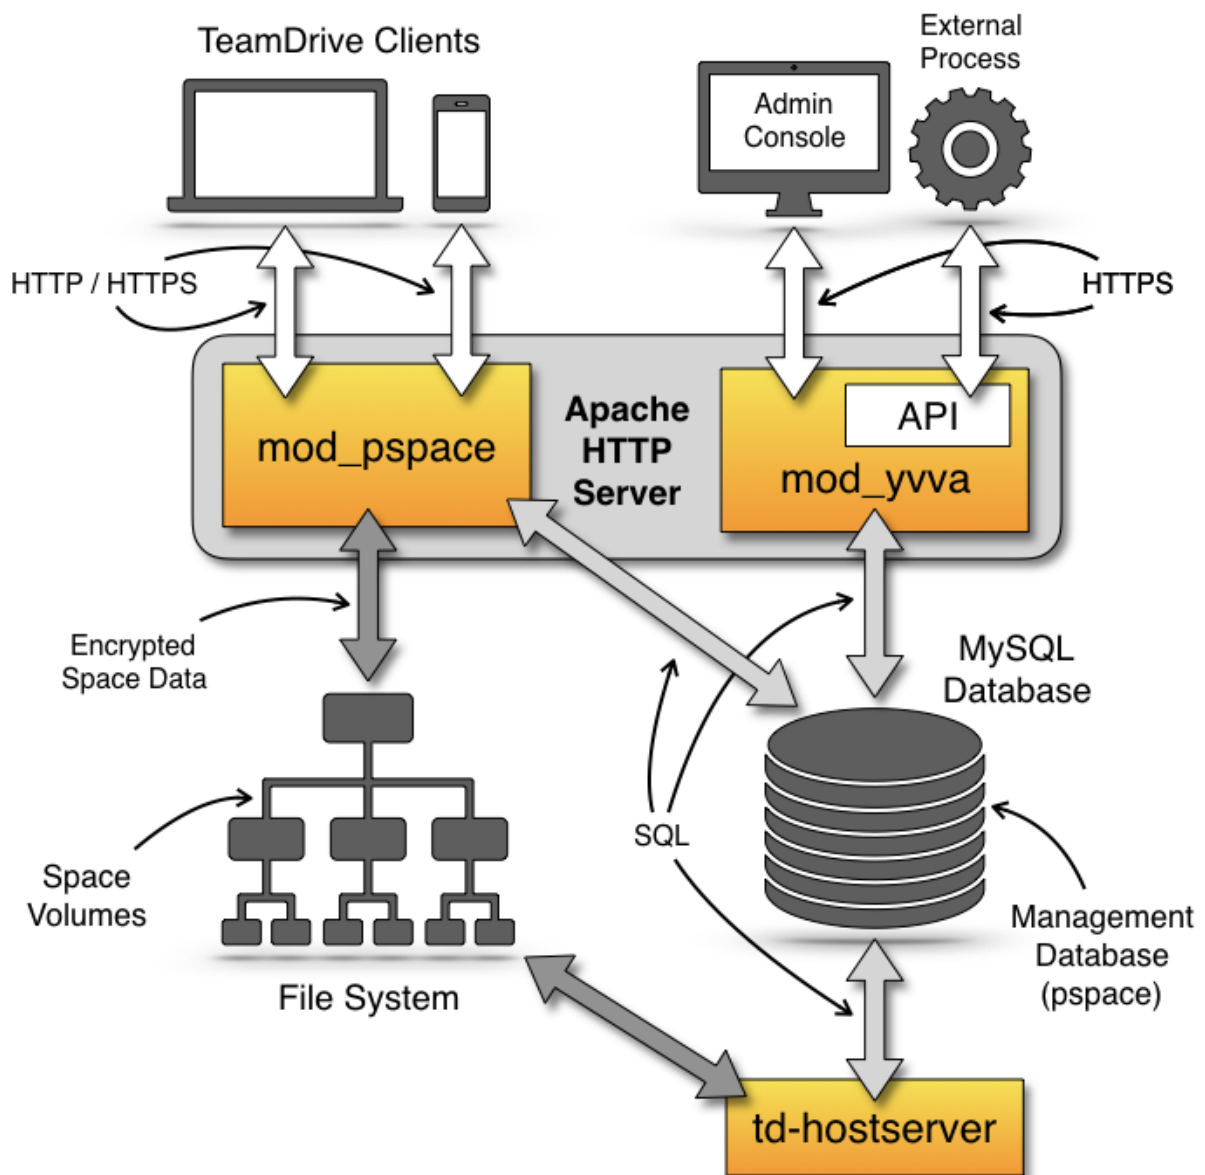 TeamDrive Clients
External
Process
Admin
Console
HTTP / HTTPS
HTTPS
mod_pspace
Apache
HTTP
Server
API
mod_yvva
Encrypted
Space Data
MySQL
Database
SQL
Space
Volumes
Management
Database
(pspace)
File System
td-hostserver